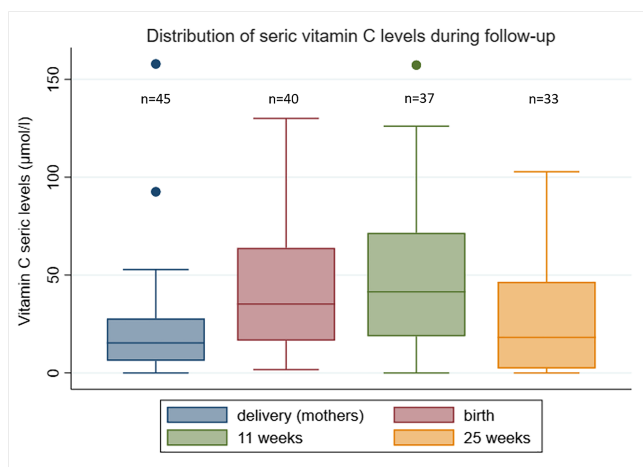 Distribution of seric vitamin C levels during follow-up
Vitamin C seric levels (µmol/l)
150
100
50
0
n=45 n=40 n=37 n=33
delivery (mothers) birth
11 weeks 25 weeks